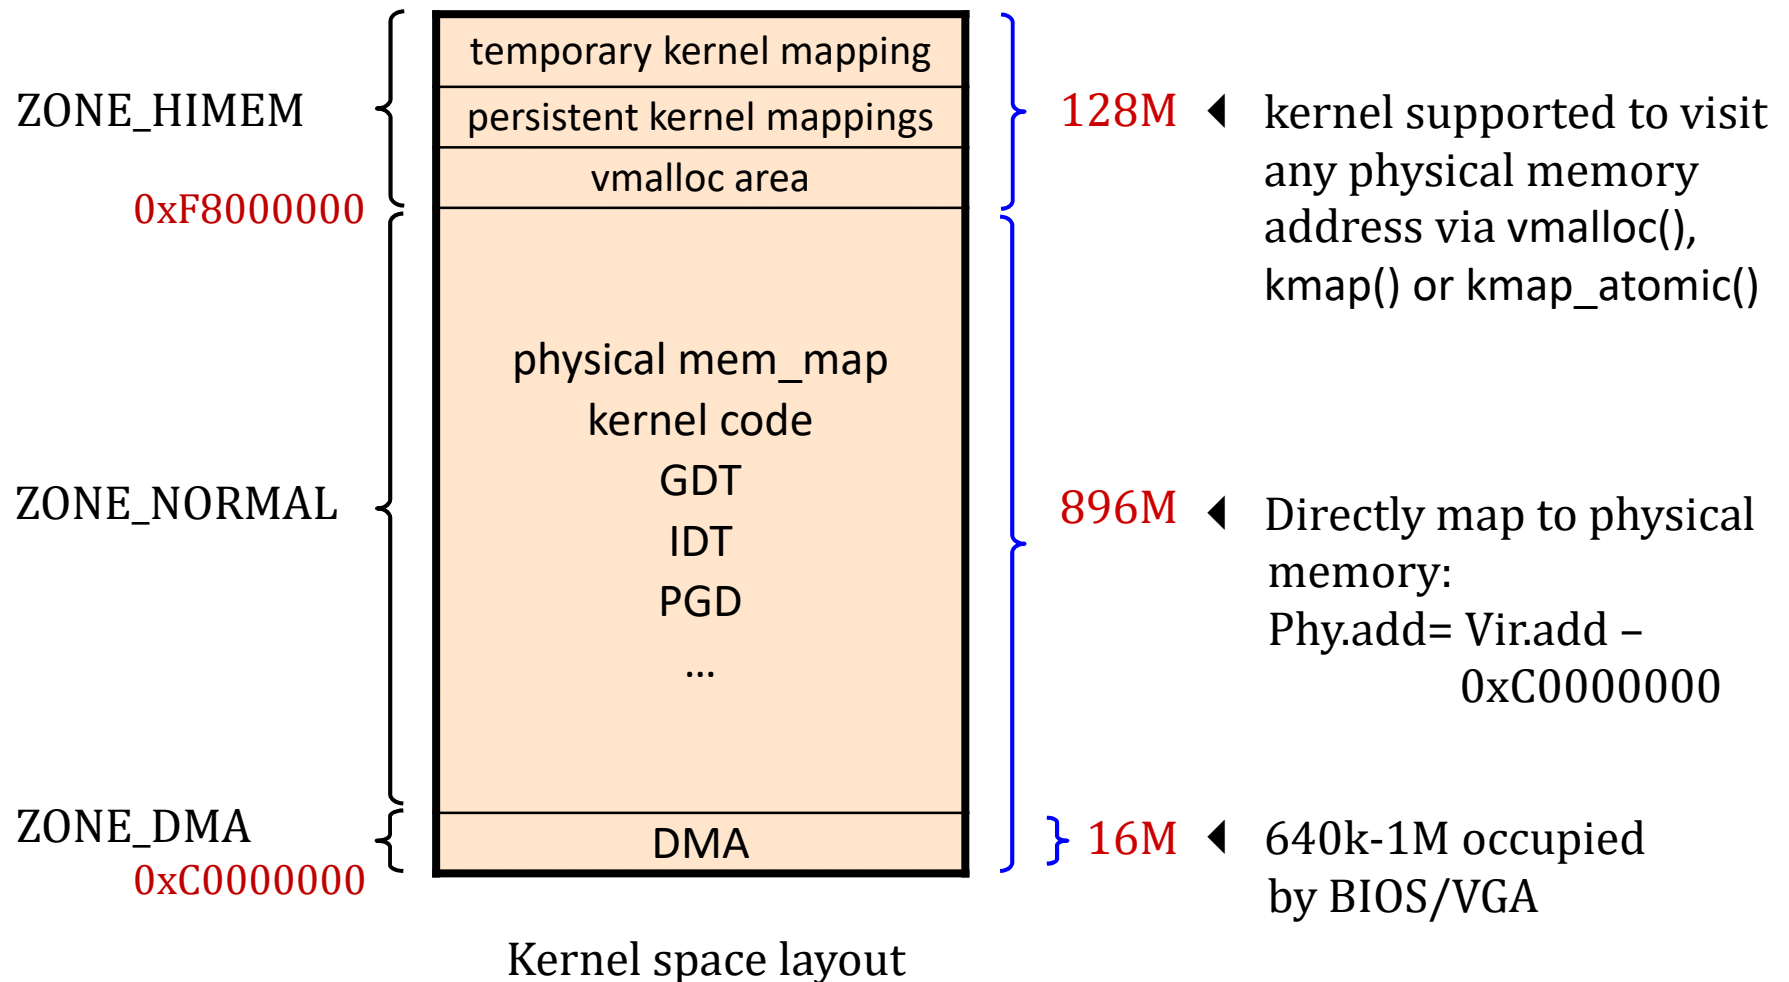 temporary kernel mapping
ZONE_HIMEM
persistent kernel mappings
vmalloc area
0xF8000000
128M
kernel supported to visit
any physical memory
address via vmalloc(),
kmap() or kmap_atomic()
physical mem_map
kernel code
GDT
IDT
PGD
...
ZONE_NORMAL
896M
Directly map to physical
memory:
Phy.add= Vir.add –
0xC0000000
ZONE_DMA
0xC0000000
DMA
16M
640k-1M occupied
by BIOS/VGA
Kernel space layout